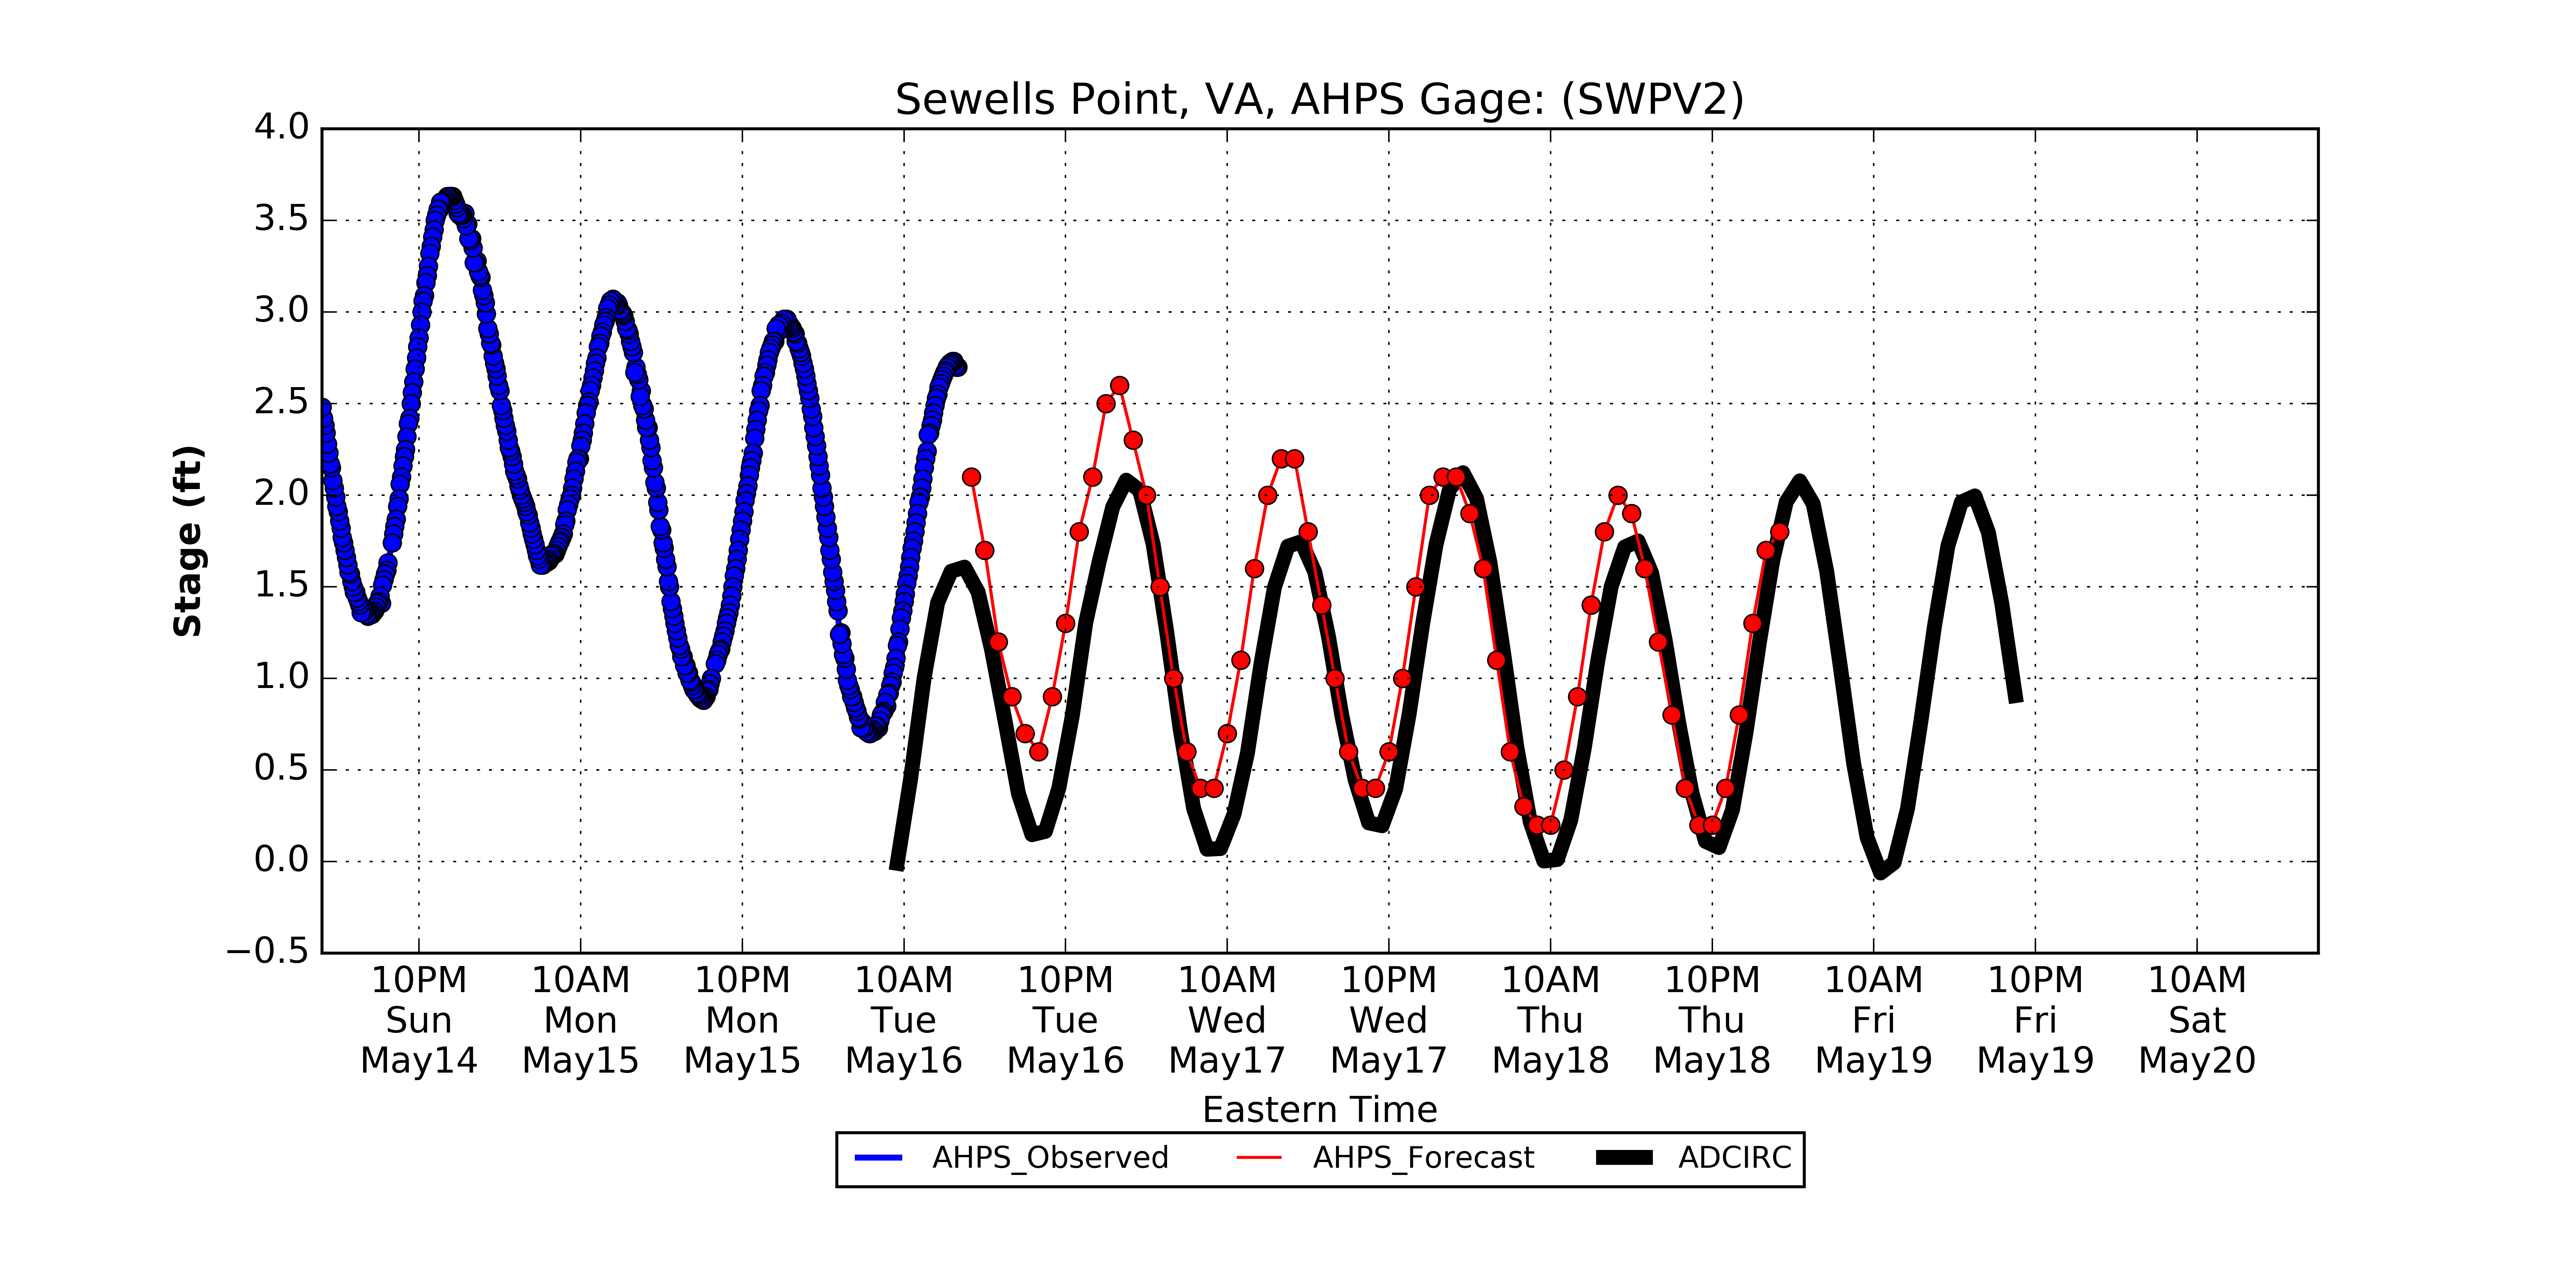 Sewells Point, VA, AHPS Gage: (SWPV2)
4.0
3.5
3.0
2.5
2.0
1.5
1.0
0.5
0.0
−0.5
Stage (ft)
10PM 10AM 10PM 10AM 10PM 10AM 10PM 10AM 10PM 10AM 10PM 10AM
Sun Mon Mon Tue Tue Wed Wed Thu Thu Fri Fri Sat
May14 May15 May15 May16 May16 May17 May17 May18 May18 May19 May19 May20
Eastern Time
AHPS_Observed AHPS_Forecast ADCIRC